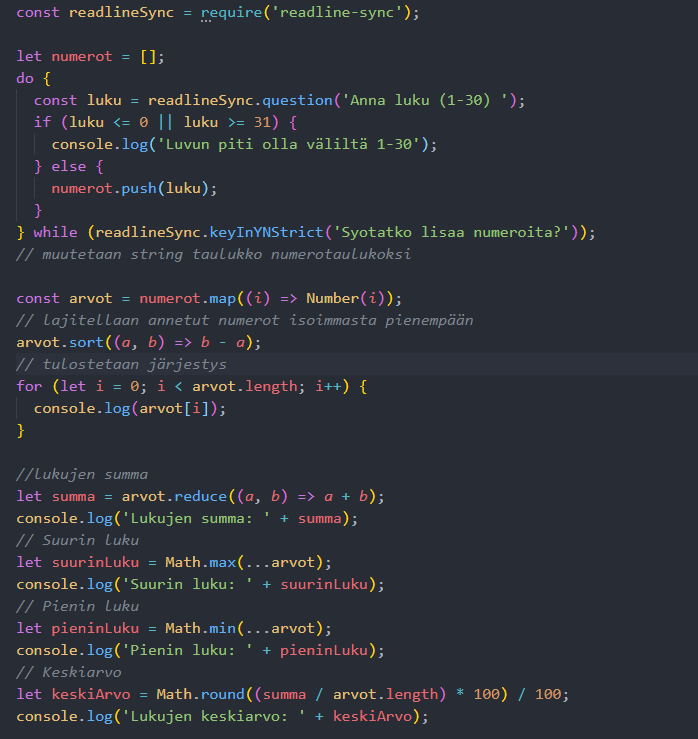 const readlineSync = require('readline-sync');
let numerot = [];
do {
const luku = readlineSync.question('Anna luku (1-30) ');
if (luku <= 0 || luku >= 31) {
console.log('Luvun piti olla väliltä 1-30');
} else {
numerot.push(luku);
}
} while (readlineSync.keyInYNStrict('Syotatko lisaa numeroita?'));
// muutetaan string taulukko numerotaulukoksi
const arvot = numerot.map((i) => Number(i));
// lajitellaan annetut numerot isoimmasta pienempään
arvot.sort((a, b) => b - a);
// tulostetaan järjestys
for (let i = 0; i < arvot.length; i++) {
console.log(arvot[i]);
}
//lukujen summa
let summa = arvot.reduce((a, b) => a + b);
console.log('Lukujen summa: ' + summa);
// Suurin luku
let suurinLuku = Math.max(...arvot);
console.log('Suurin luku: ' + suurinLuku);
// Pienin luku
let pieninLuku = Math.min(...arvot);
console.log('Pienin luku: ' + pieninLuku);
// Keskiarvo
let keskiArvo = Math.round((summa / arvot.length) * 100) / 100;
console.log('Lukujen keskiarvo: ' + keskiArvo);